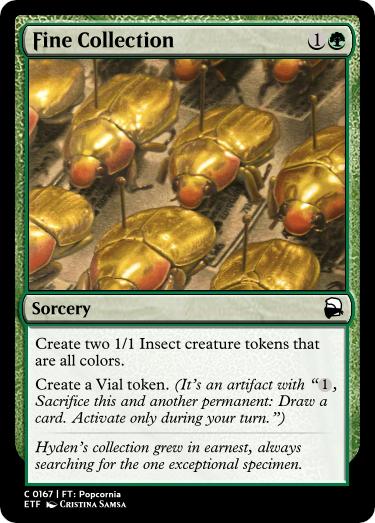 Fine Collection 1
Sorcery
Create two 1/1 Insect creature tokens that
are all colors.
Create a Vial token. (It's an artifact with “1,
Sacrifice this and another permanent: Draw a
card. Activate only during your turn.”)
Hyden's collection grew in earnest, always
searching for the one exceptional specimen.
C 0167 | FT: Popcornia
ETF Cristina Samsa